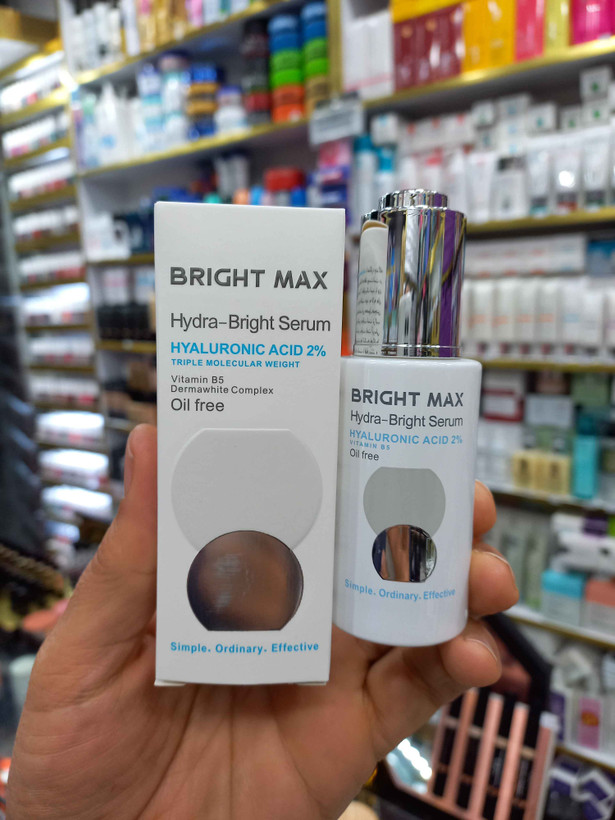 BRIGHT MAX
Hydra-Bright Serum
HYALURONIC ACID 2%
TRIPLE MOLECULAR WEIGHT
Vitamin B5
Dermawhite Complex
Oil free
Simple. Ordinary. Effective
BRIGHT MAX
Hydra-Bright Serum
HYALURONIC ACID 2%
VITAMIN B5
Oil free
Simple. Ordinary. Effective